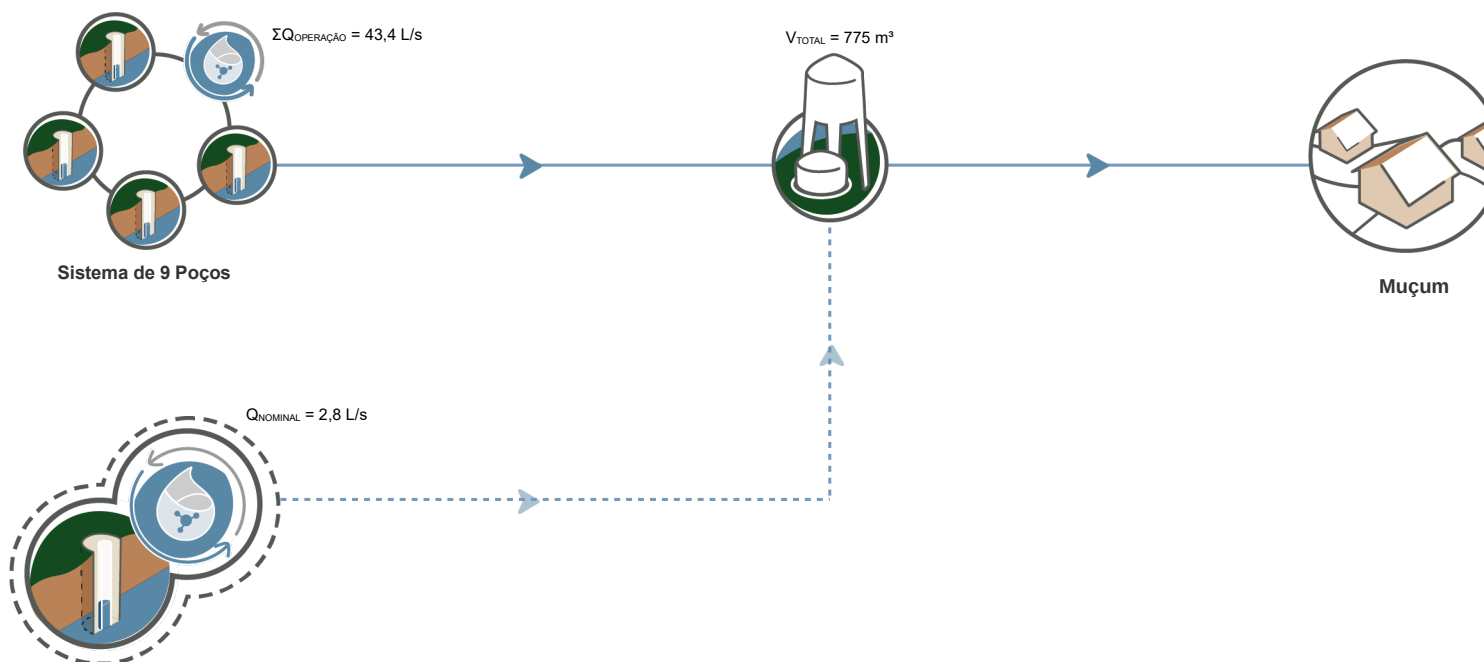 ΣQOPERAÇÃO = 43,4 L/s
VTOTAL = 775 m³
Sistema de 9 Poços
Muçum
QNOMINAL = 2,8 L/s